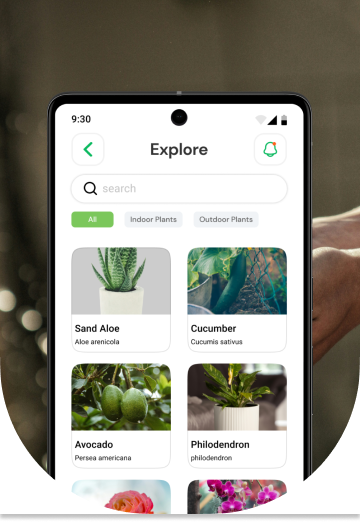 9:30
Explore
search
All
Indoor Plants
Outdoor Plants
Sand Aloe
Aloe arenicola
Cucumber
Cucumis sativus
Avocado
Persea americana
Philodendron
philodendron